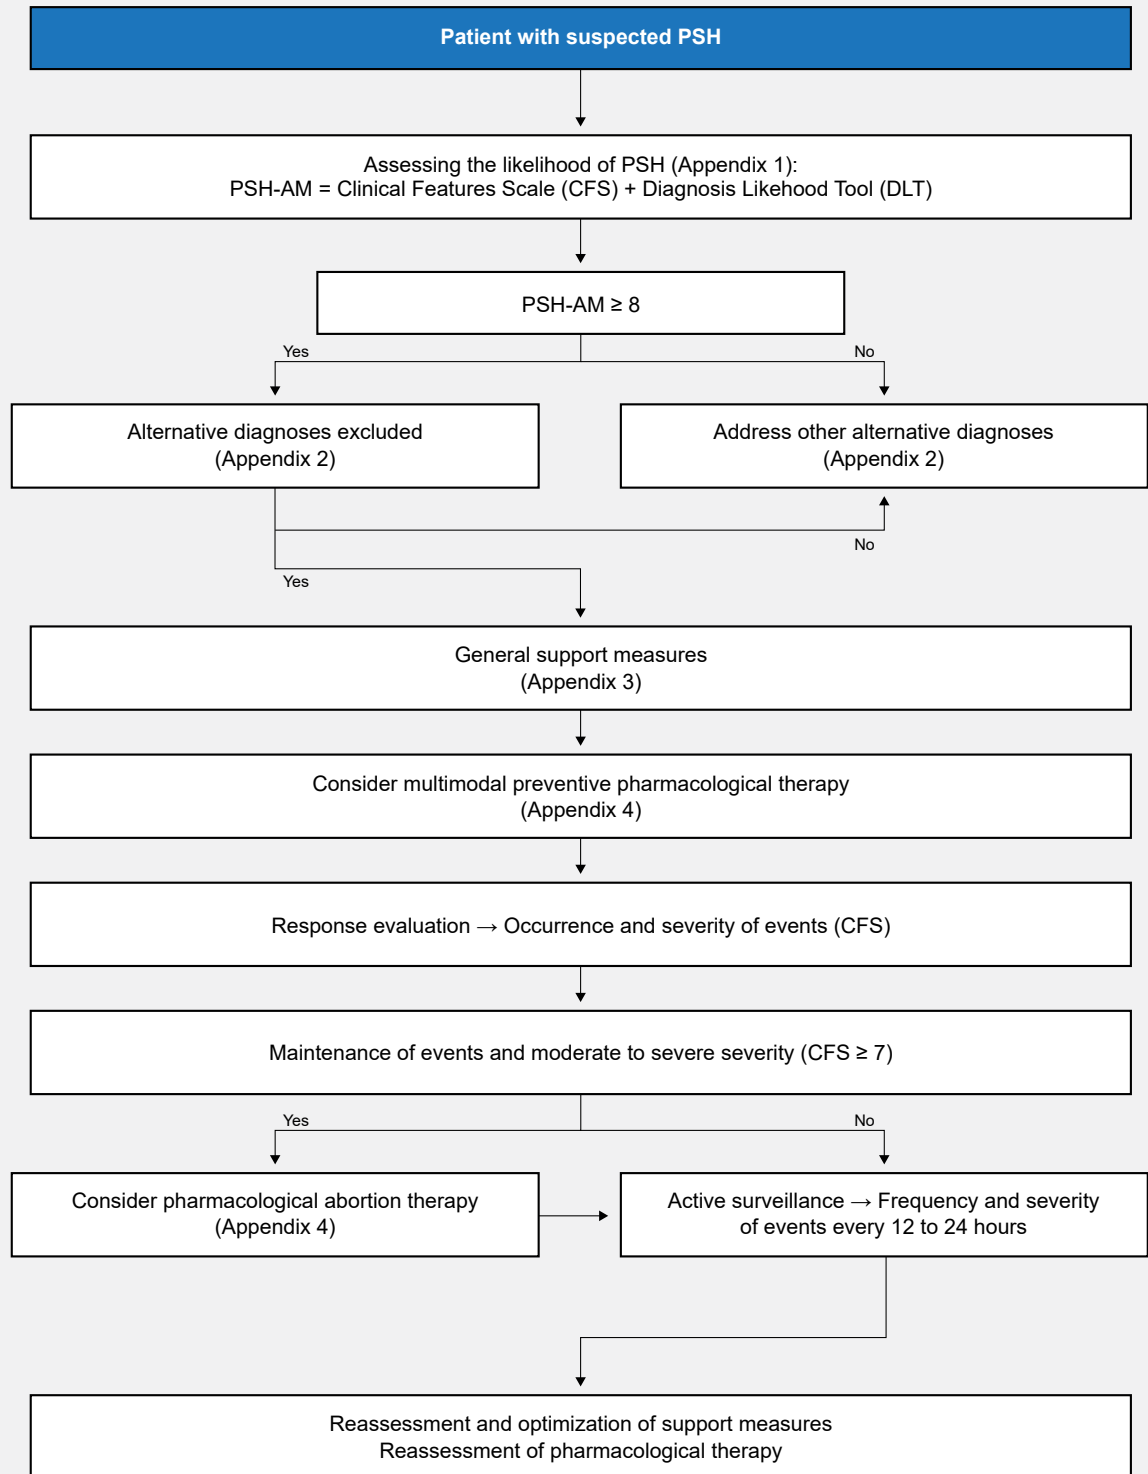 Patient with suspected PSH
Assessing the likelihood of PSH (Appendix 1):
PSH-AM = Clinical Features Scale (CFS) + Diagnosis Likehood Tool (DLT)
PSH-AM ≥ 8
Yes
No
Alternative diagnoses excluded
(Appendix 2)
Address other alternative diagnoses
(Appendix 2)
No
Yes
General support measures
(Appendix 3)
Consider multimodal preventive pharmacological therapy
(Appendix 4)
Response evaluation → Occurrence and severity of events (CFS)
Maintenance of events and moderate to severe severity (CFS ≥ 7)
Yes
No
Consider pharmacological abortion therapy
(Appendix 4)
Active surveillance → Frequency and severity
of events every 12 to 24 hours
Reassessment and optimization of support measures
Reassessment of pharmacological therapy